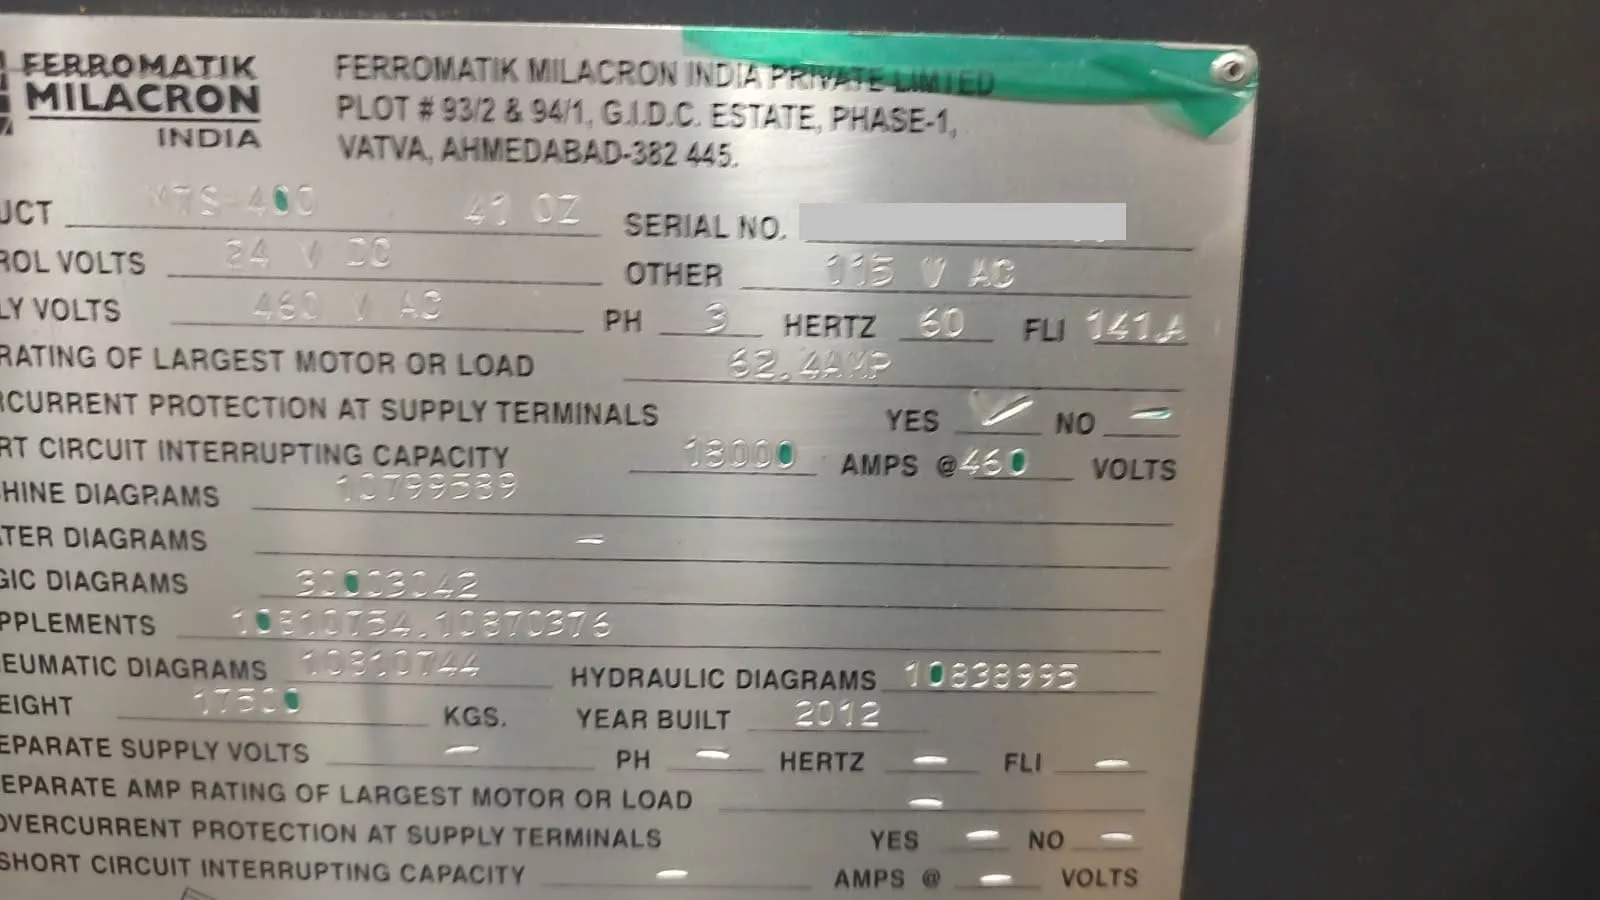 FERROMATIK
MILACRON
INDIA
FERROMATIK MILACRON INDIA PRIVATE LIMITED
PLOT # 93/2 & 94/1, G.I.D.C. ESTATE, PHASE-1,
VATVA, AHMEDABAD-382 445.
UCT MTS-400 41 OZ SERIAL NO.
ROL VOLTS 24 V DC OTHER 115 V AC
LY VOLTS 460 V AC PH 3 HERTZ 60 FLI 141.A
RATING OF LARGEST MOTOR OR LOAD 62.4AMP
RCURRENT PROTECTION AT SUPPLY TERMINALS YES ✓ NO -
RT CIRCUIT INTERRUPTING CAPACITY 18000 AMPS @ 460 VOLTS
HINE DIAGRAMS 10799589
TER DIAGRAMS -
GIC DIAGRAMS 30003042
PPLEMENTS 10810754.10870376
EUMATIC DIAGRAMS 10810744 HYDRAULIC DIAGRAMS 10838995
EIGHT 17500 KGS. YEAR BUILT 2012
EPARATE SUPPLY VOLTS - PH - HERTZ - FLI -
EPARATE AMP RATING OF LARGEST MOTOR OR LOAD -
OVERCURRENT PROTECTION AT SUPPLY TERMINALS YES - NO -
SHORT CIRCUIT INTERRUPTING CAPACITY - AMPS @ - VOLTS